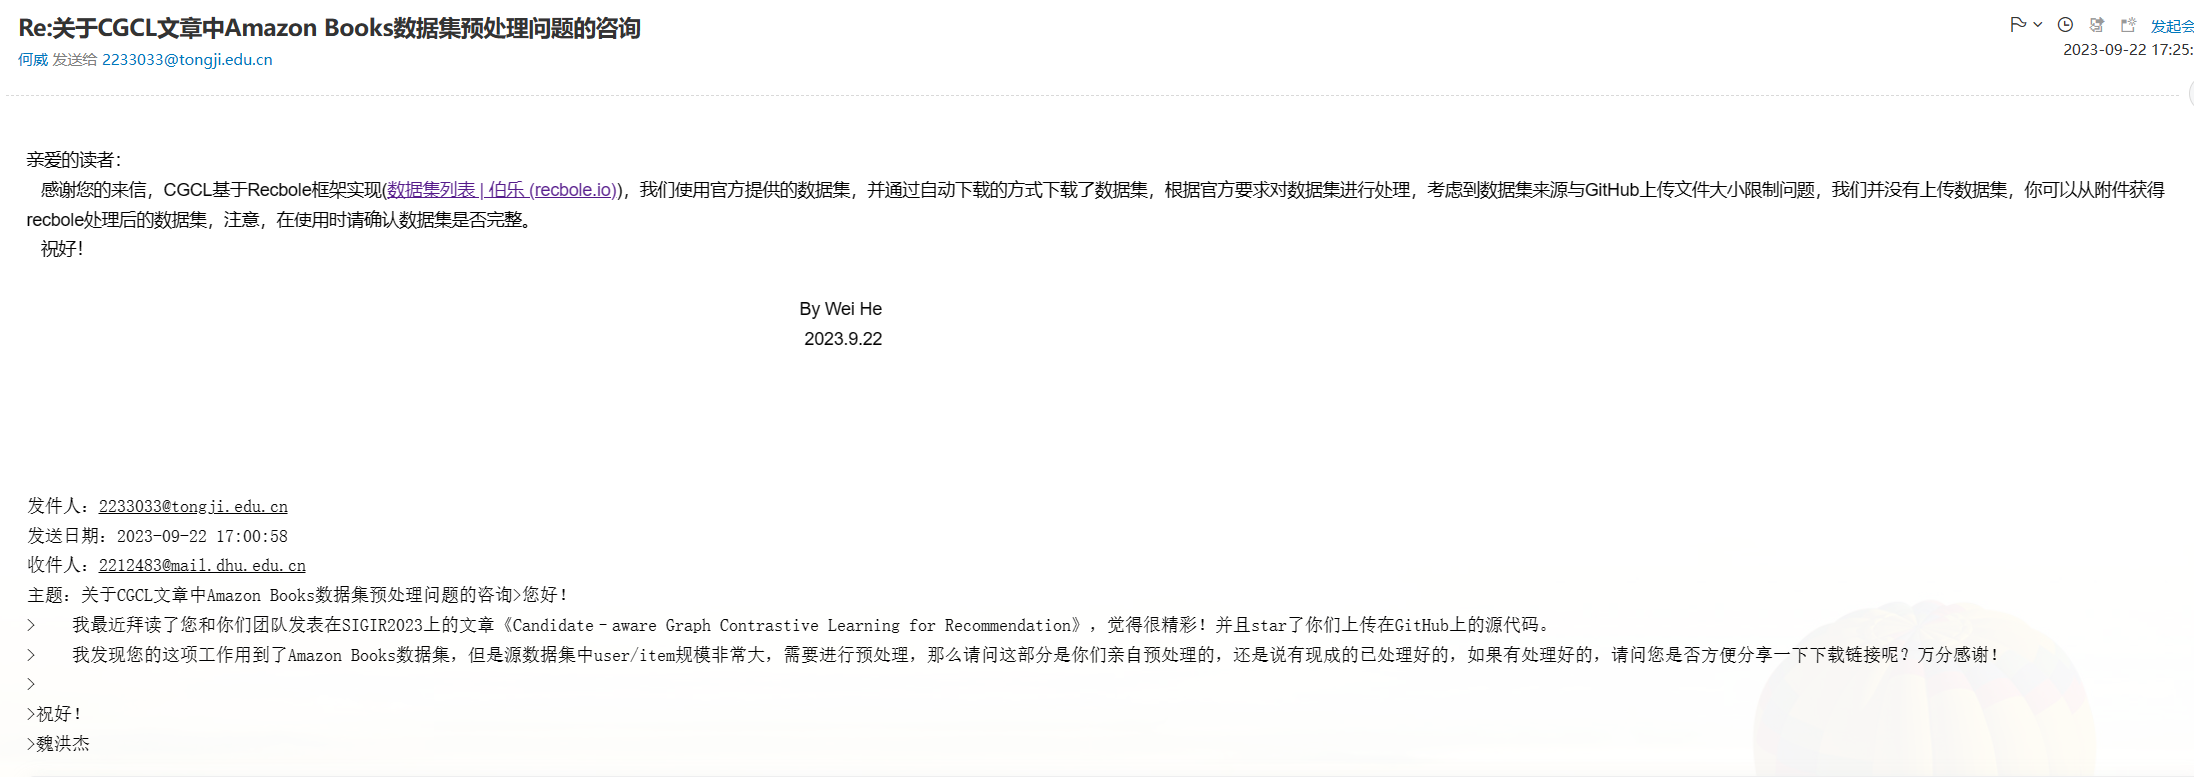 Re:关于CGCL文章中Amazon Books数据集预处理问题的咨询
发起会
何威 发送给 2233033@tongji.edu.cn
2023-09-22 17:25:
亲爱的读者：
感谢您的来信，CGCL基于Recbole框架实现(数据集列表 | 伯乐 (recbole.io))，我们使用官方提供的数据集，并通过自动下载的方式下载了数据集，根据官方要求对数据集进行处理，考虑到数据集来源与GitHub上传文件大小限制问题，我们并没有上传数据集，你可以从附件获得
recbole处理后的数据集，注意，在使用时请确认数据集是否完整。
祝好！
By Wei He
2023.9.22
发件人：2233033@tongji.edu.cn
发送日期：2023-09-22 17:00:58
收件人：2212483@mail.dhu.edu.cn
主题：关于CGCL文章中Amazon Books数据集预处理问题的咨询>您好！
> 我最近拜读了您和你们团队发表在SIGIR2023上的文章《Candidate–aware Graph Contrastive Learning for Recommendation》，觉得很精彩！并且star了你们上传在GitHub上的源代码。
> 我发现您的这项工作用到了Amazon Books数据集，但是源数据集中user/item规模非常大，需要进行预处理，那么请问这部分是你们亲自预处理的，还是说有现成的已处理好的，如果有处理好的，请问您是否方便分享一下下载链接呢？万分感谢！
>
>祝好！
>魏洪杰